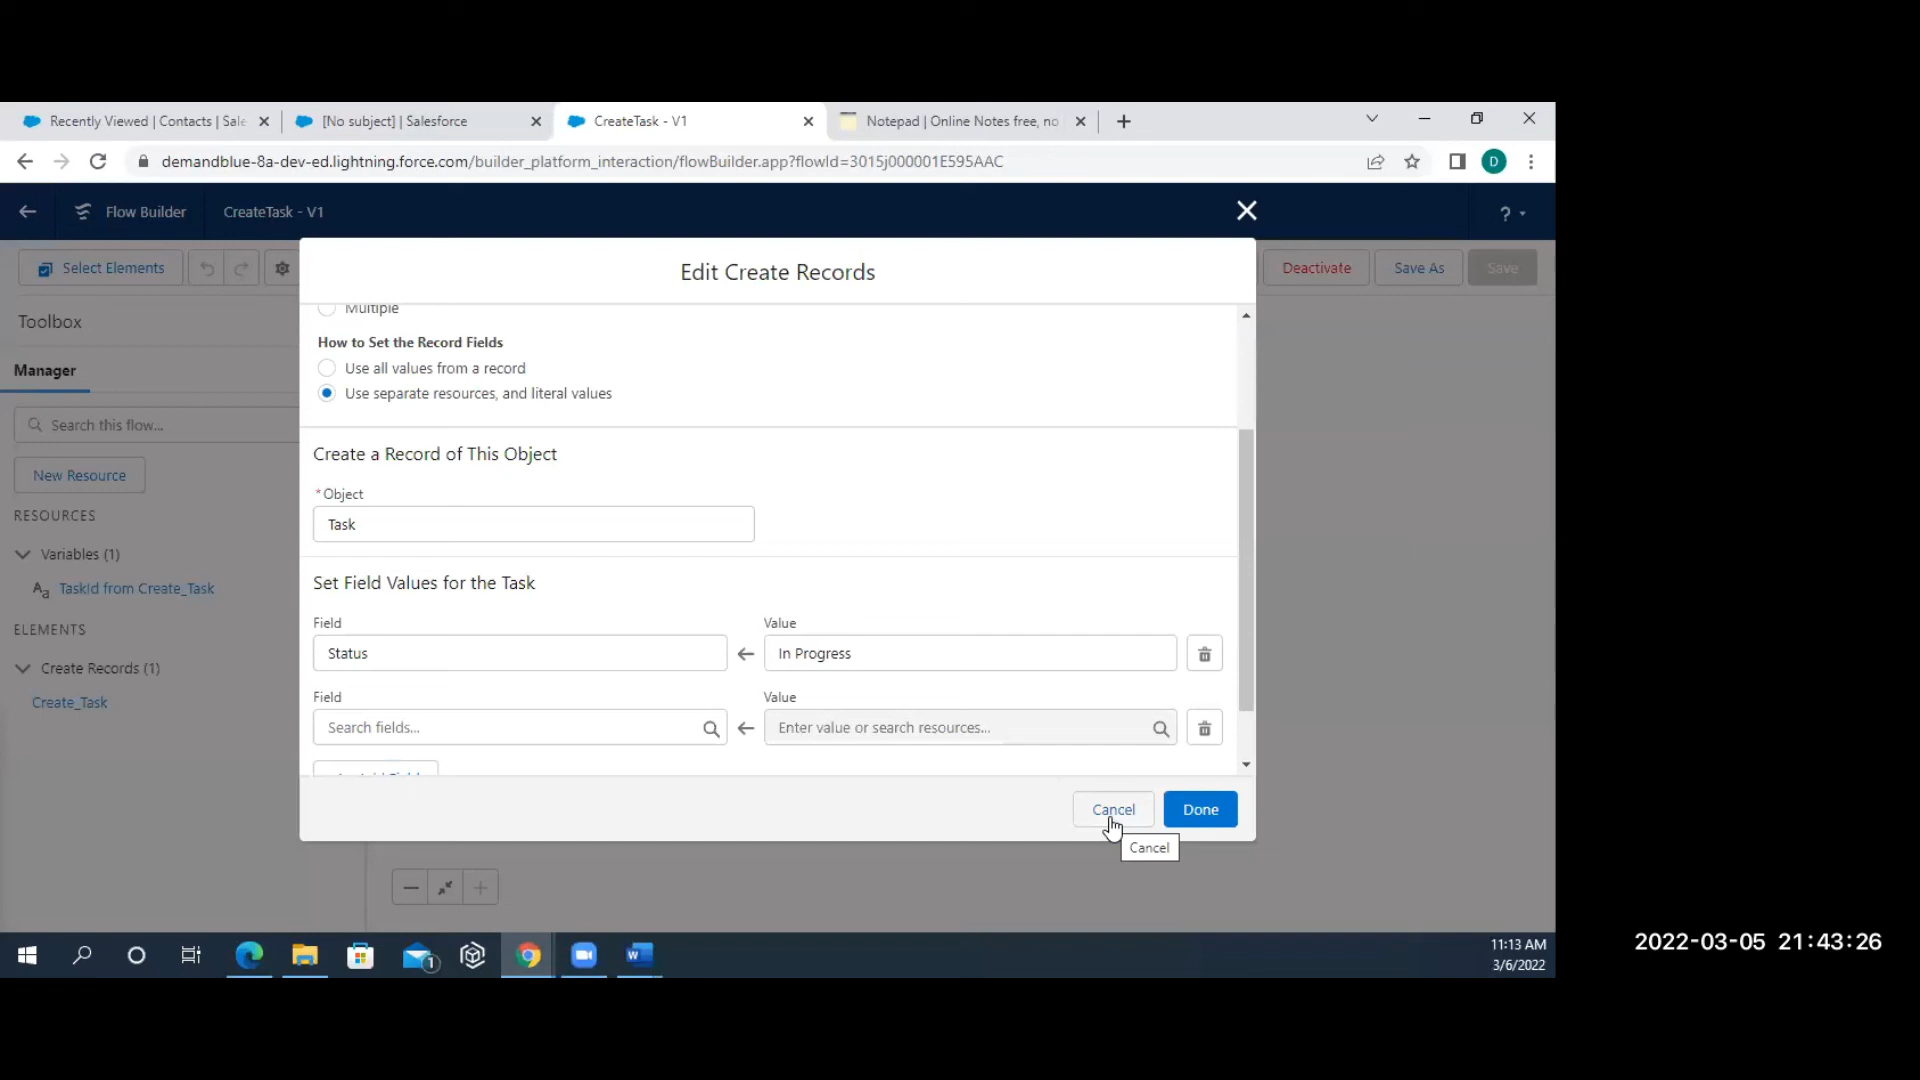 Recently Viewed | Contacts | Sale
[No subject] | Salesforce
CreateTask - V1
Notepad | Online Notes free, no
demandblue-8a-dev-ed.lightning.force.com/builder_platform_interaction/flowBuilder.app?flowId=3015j000001E595AAC
D
Flow Builder
CreateTask - V1
?
Select Elements
Deactivate
Save As
Save
Edit Create Records
Toolbox
Manager
Search this flow...
New Resource
RESOURCES
Variables (1)
Aa TaskId from Create_Task
ELEMENTS
Create Records (1)
Create_Task
Multiple
How to Set the Record Fields
Use all values from a record
Use separate resources, and literal values
Create a Record of This Object
*Object
Task
Set Field Values for the Task
Field
Value
Status
In Progress
Field
Value
Search fields...
Enter value or search resources...
Cancel
Done
Cancel
1
W
11:13 AM
3/6/2022
2022-03-05 21:43:26